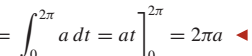 = ∫₀^{2π} a dt = at]₀^{2π} = 2πa ◄